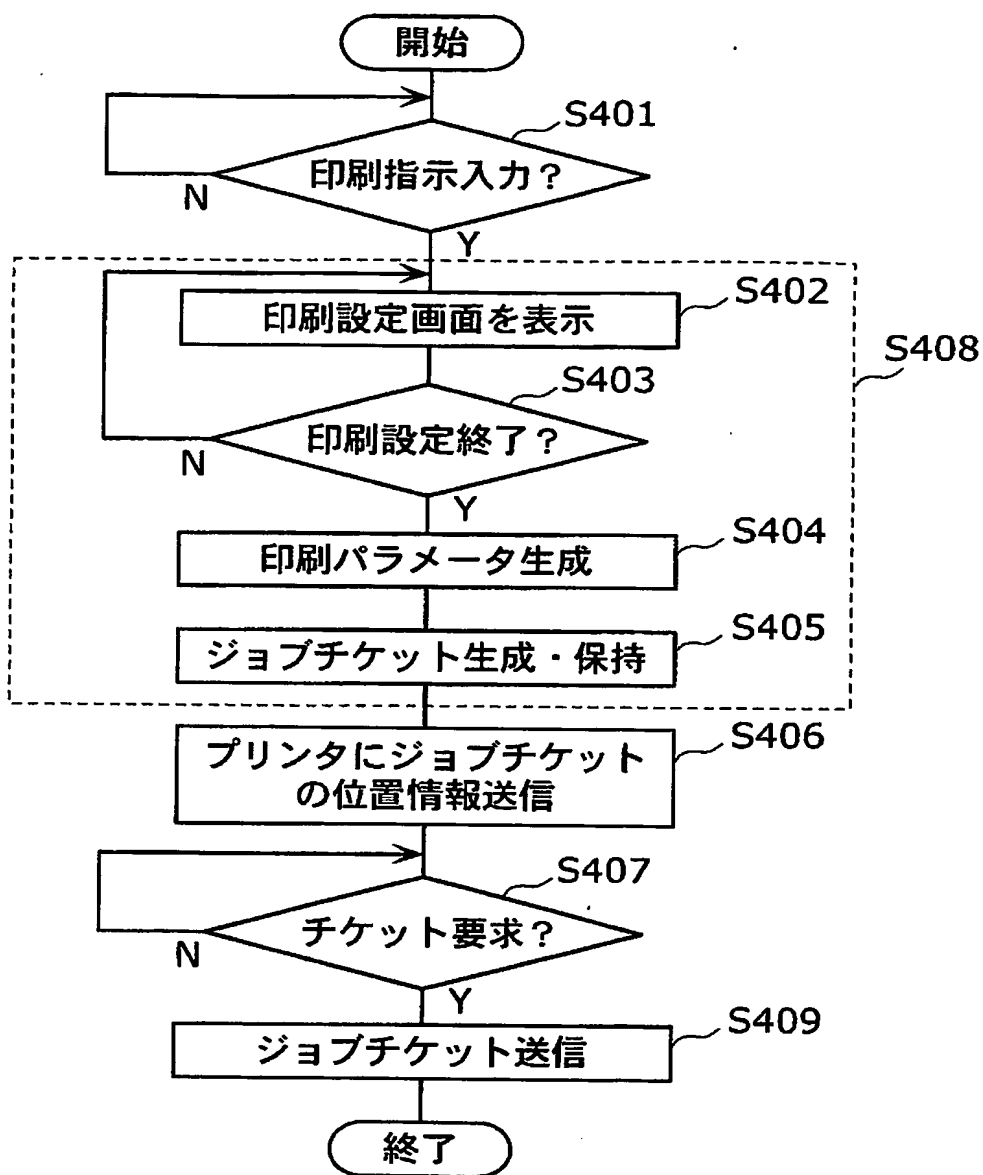 開始
S401
印刷指示入力？
N
Y
S402
印刷設定画面を表示
S408
S403
印刷設定終了？
N
Y
S404
印刷パラメータ生成
S405
ジョブチケット生成・保持
S406
プリンタにジョブチケット
の位置情報送信
S407
チケット要求？
N
Y
S409
ジョブチケット送信
終了